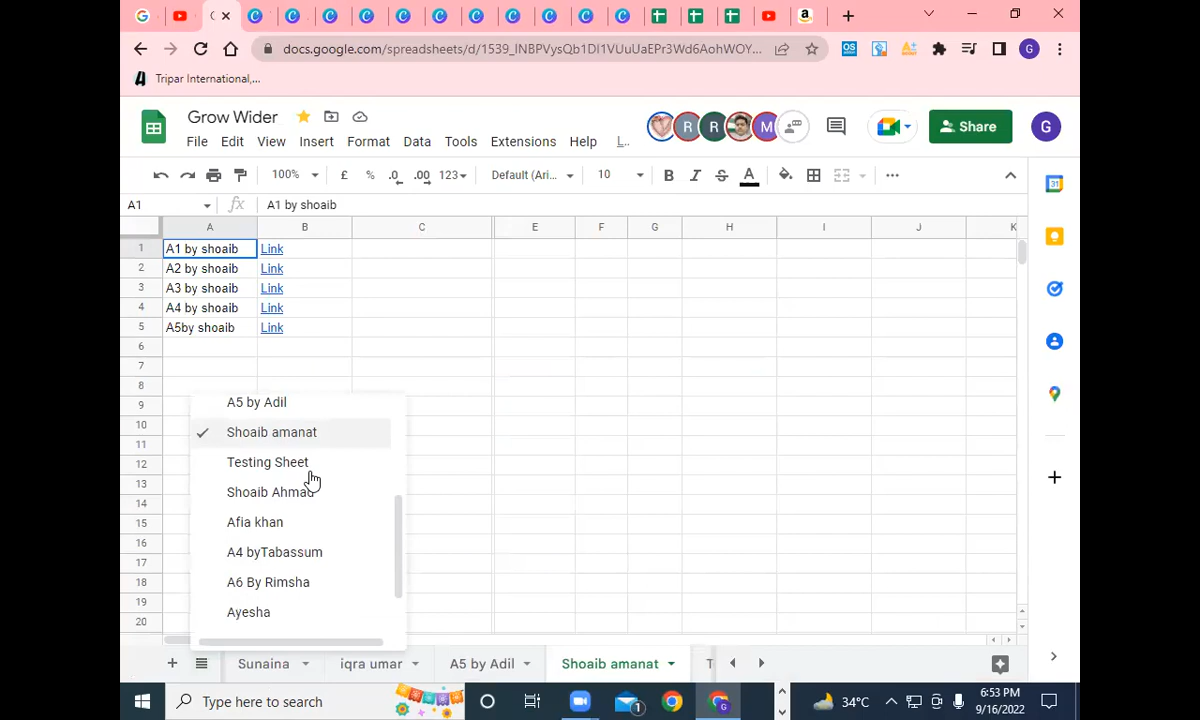 docs.google.com/spreadsheets/d/1539_lNBPVysQb1Dl1VUuUaEPr3Wd6AohWOY...
G
Tripar International,...
Grow Wider
R
R
M
Share
G
File Edit View Insert Format Data Tools Extensions Help L..
100% £ % .0 .00 123 Default (Ari... 10 B I S A
A1 fx A1 by shoaib
A B C E F G H I J K
1 A1 by shoaib Link
2 A2 by shoaib Link
3 A3 by shoaib Link
4 A4 by shoaib Link
5 A5by shoaib Link
6
7
8
9
10
11
12
13
14
15
16
17
18
19
20
A5 by Adil
Shoaib amanat
Testing Sheet
Shoaib Ahmad
Afia khan
A4 byTabassum
A6 By Rimsha
Ayesha
31
Sunaina iqra umar A5 by Adil Shoaib amanat
Type here to search 1 34°C 6:53 PM
9/16/2022